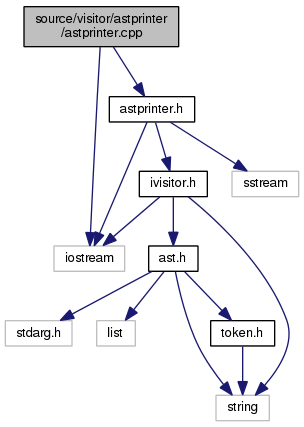 source/visitor/astprinter
/astprinter.cpp
astprinter.h
ivisitor.h
sstream
iostream
ast.h
stdarg.h
list
token.h
string